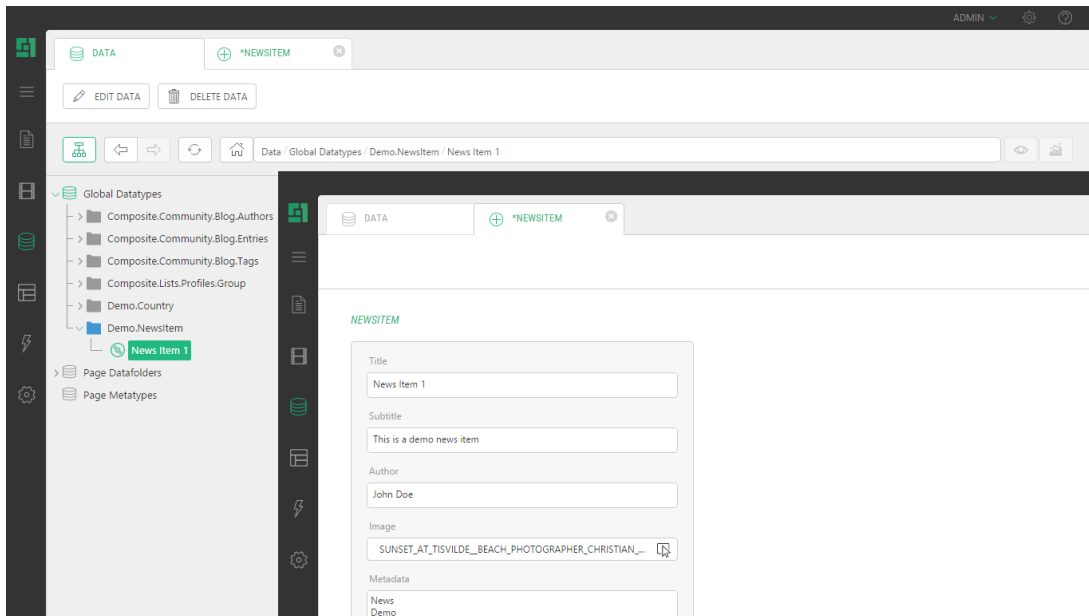 ADMIN
DATA
*NEWSITEM
EDIT DATA
DELETE DATA
Data / Global Datatypes / Demo.NewsItem / News Item 1
Global Datatypes
Composite.Community.Blog.Authors
Composite.Community.Blog.Entries
Composite.Community.Blog.Tags
Composite.Lists.Profiles.Group
Demo.Country
Demo.NewsItem
News Item 1
Page Datafolders
Page Metatypes
DATA
*NEWSITEM
NEWSITEM
Title
News Item 1
Subtitle
This is a demo news item
Author
John Doe
Image
SUNSET_AT_TISVILDE__BEACH_PHOTOGRAPHER_CHRISTIAN_...
Metadata
News
Demo